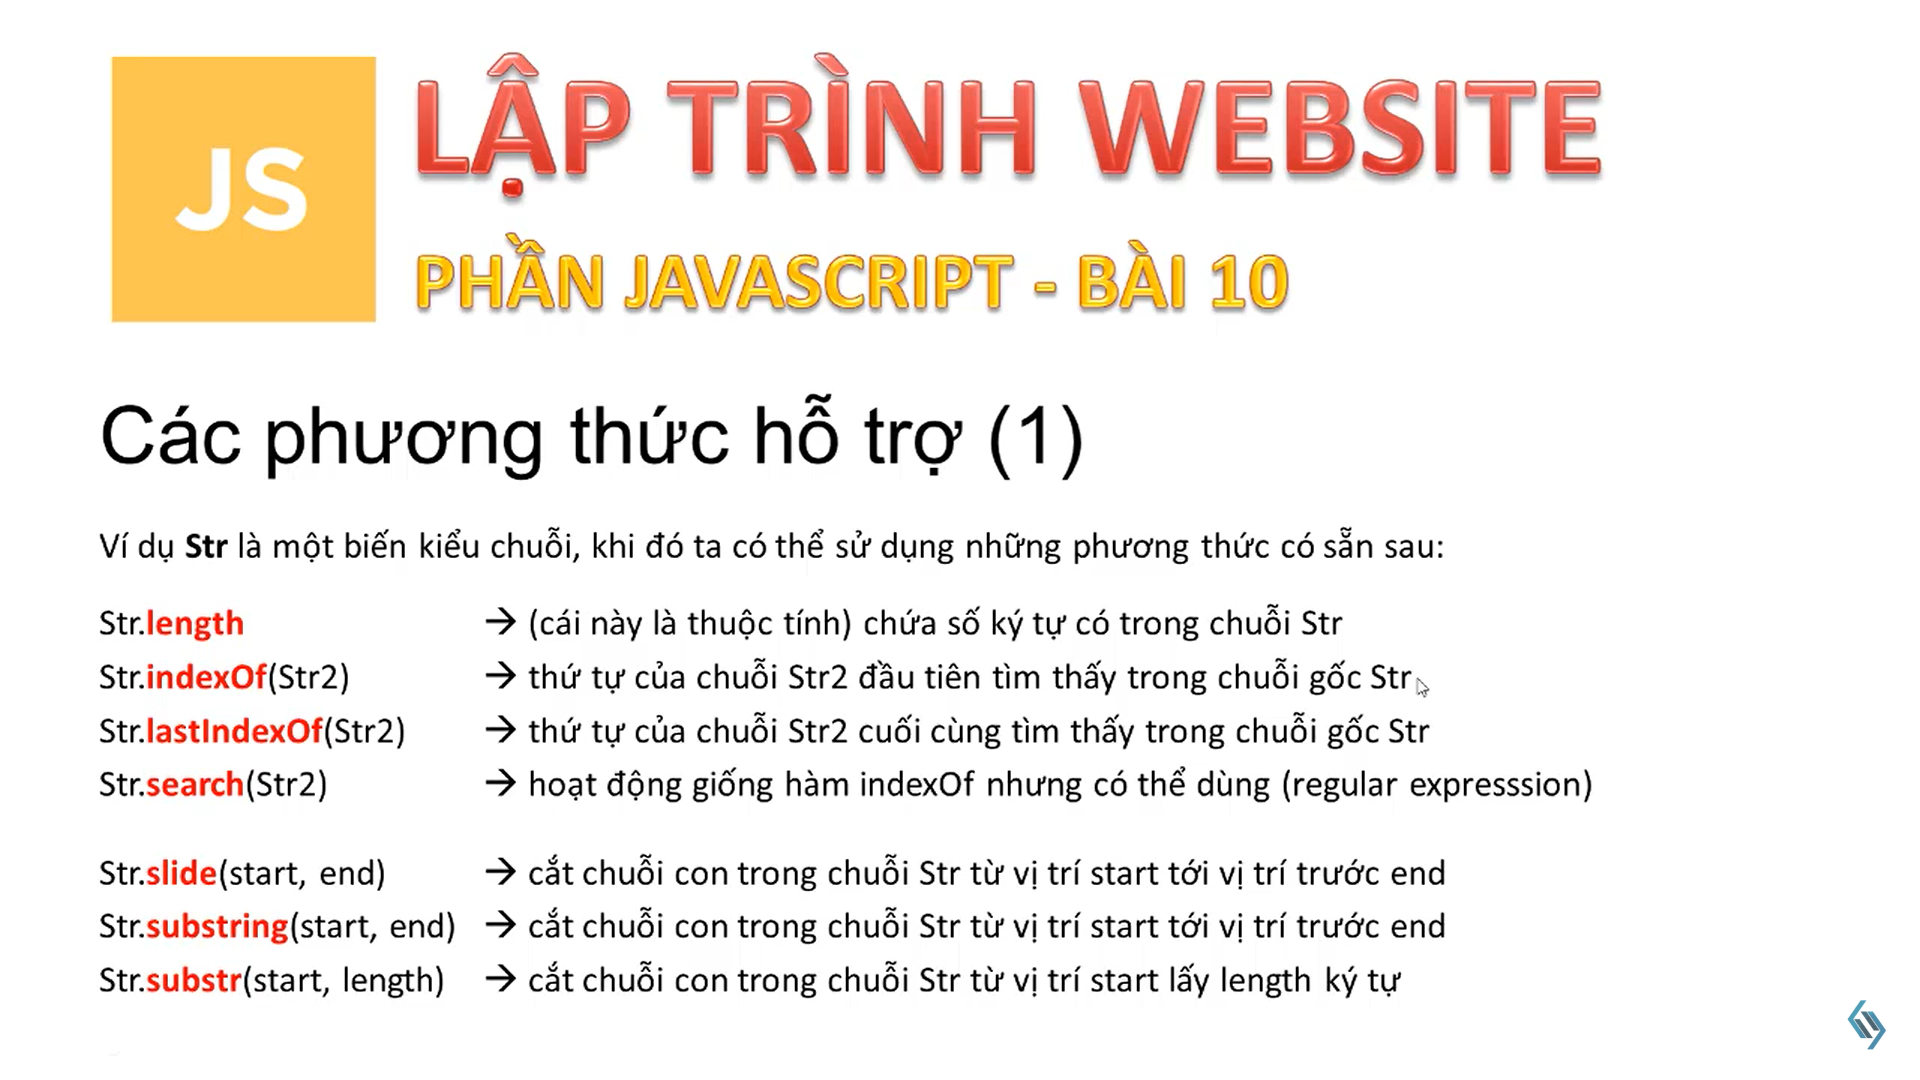 JS
LẬP TRÌNH WEBSITE
PHẦN JAVASCRIPT - BÀI 10
Các phương thức hỗ trợ (1)
Ví dụ Str là một biến kiểu chuỗi, khi đó ta có thể sử dụng những phương thức có sẵn sau:
Str.length → (cái này là thuộc tính) chứa số ký tự có trong chuỗi Str
Str.indexOf(Str2) → thứ tự của chuỗi Str2 đầu tiên tìm thấy trong chuỗi gốc Str
Str.lastIndexOf(Str2) → thứ tự của chuỗi Str2 cuối cùng tìm thấy trong chuỗi gốc Str
Str.search(Str2) → hoạt động giống hàm indexOf nhưng có thể dùng (regular expresssion)
Str.slide(start, end) → cắt chuỗi con trong chuỗi Str từ vị trí start tới vị trí trước end
Str.substring(start, end) → cắt chuỗi con trong chuỗi Str từ vị trí start tới vị trí trước end
Str.substr(start, length) → cắt chuỗi con trong chuỗi Str từ vị trí start lấy length ký tự